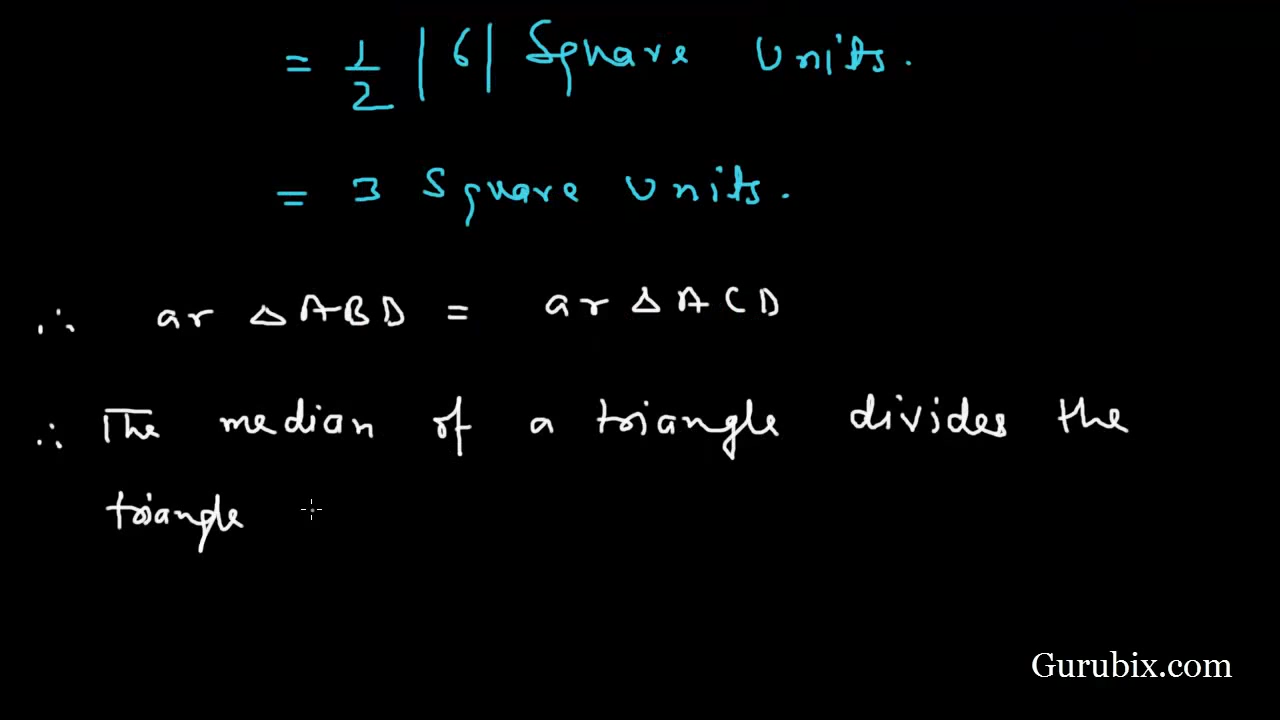 = 1/2 |6| Square Units.
= 3 Square Units.
∴ ar △ABD = ar △ACD
∴ The median of a triangle divides the
triangle
Gurubix.com